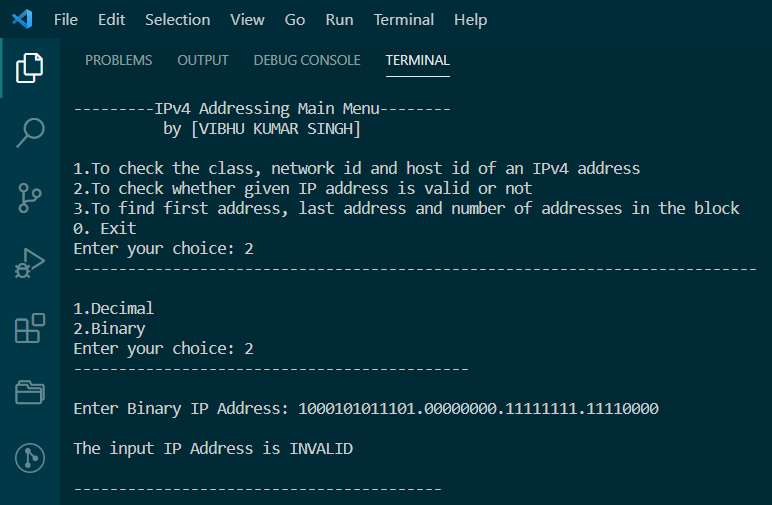 File Edit Selection View Go Run Terminal Help
PROBLEMS OUTPUT DEBUG CONSOLE TERMINAL
---------IPv4 Addressing Main Menu--------
by [VIBHU KUMAR SINGH]
1.To check the class, network id and host id of an IPv4 address
2.To check whether given IP address is valid or not
3.To find first address, last address and number of addresses in the block
0. Exit
Enter your choice: 2
----------------------------------------------------------------------------
1.Decimal
2.Binary
Enter your choice: 2
--------------------------------------------
Enter Binary IP Address: 1000101011101.00000000.11111111.11110000
The input IP Address is INVALID
-----------------------------------------